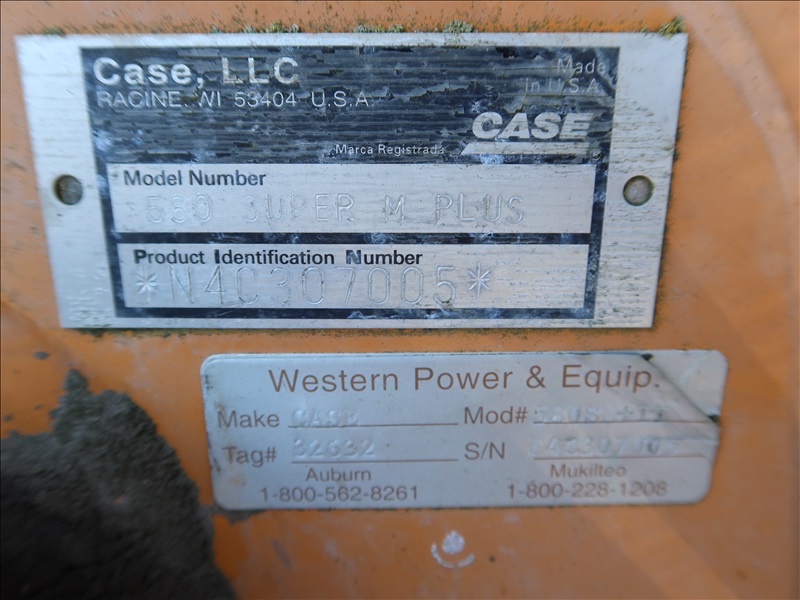 Case, LLC
RACINE, WI 53404 U.S.A.
Made
in U.S.A.
CASE
Marca Registrada
Model Number
580 SUPER M PLUS
Product Identification Number
*N4C307005*
Western Power & Equip.
Make CASE Mod#
Tag# 32632 S/N
Auburn Mukilteo
1-800-562-8261 1-800-228-1208